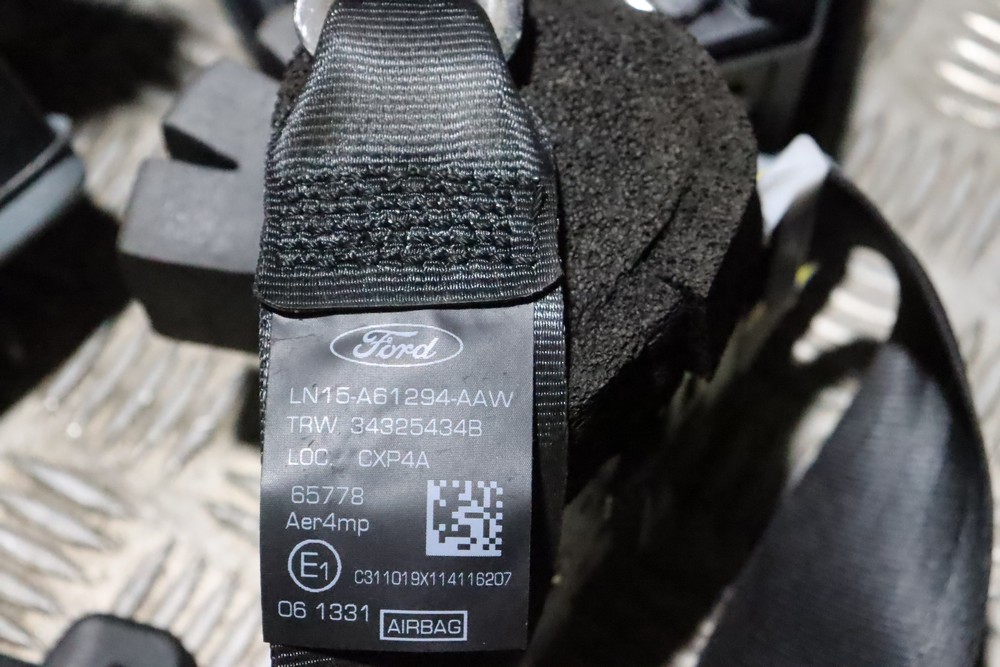 Ford
LN15-A61294-AAW
TRW 34325434B
LOC. CXP4A
65778
Aer4mp
E1
C311019X114116207
06 1331
AIRBAG